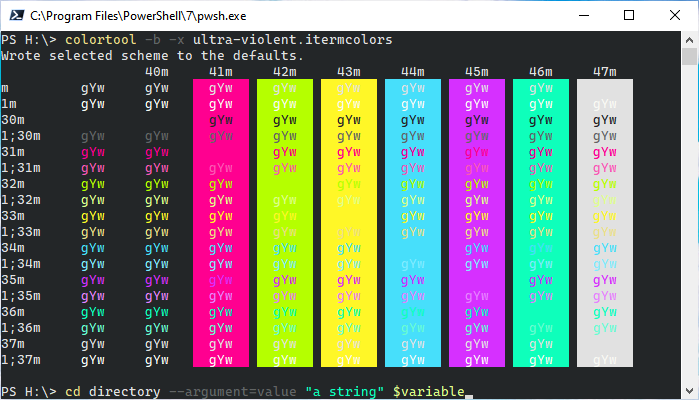 C:\Program Files\PowerShell\7\pwsh.exe
PS H:\> colortool -b -x ultra-violent.itermcolors
Wrote selected scheme to the defaults.
40m 41m 42m 43m 44m 45m 46m 47m
m gYw gYw gYw gYw gYw gYw gYw gYw gYw
1m gYw gYw gYw gYw gYw gYw gYw gYw gYw
30m gYw gYw gYw gYw gYw gYw gYw
1;30m gYw gYw gYw gYw gYw gYw gYw gYw gYw
31m gYw gYw gYw gYw gYw gYw gYw gYw
1;31m gYw gYw gYw gYw gYw gYw gYw gYw gYw
32m gYw gYw gYw gYw gYw gYw gYw gYw
1;32m gYw gYw gYw gYw gYw gYw gYw gYw gYw
33m gYw gYw gYw gYw gYw gYw gYw gYw
1;33m gYw gYw gYw gYw gYw gYw gYw gYw gYw
34m gYw gYw gYw gYw gYw gYw gYw gYw
1;34m gYw gYw gYw gYw gYw gYw gYw gYw gYw
35m gYw gYw gYw gYw gYw gYw gYw gYw
1;35m gYw gYw gYw gYw gYw gYw gYw gYw gYw
36m gYw gYw gYw gYw gYw gYw gYw gYw
1;36m gYw gYw gYw gYw gYw gYw gYw gYw gYw
37m gYw gYw gYw gYw gYw gYw gYw gYw
1;37m gYw gYw gYw gYw gYw gYw gYw gYw gYw
PS H:\> cd directory --argument=value "a string" $variable